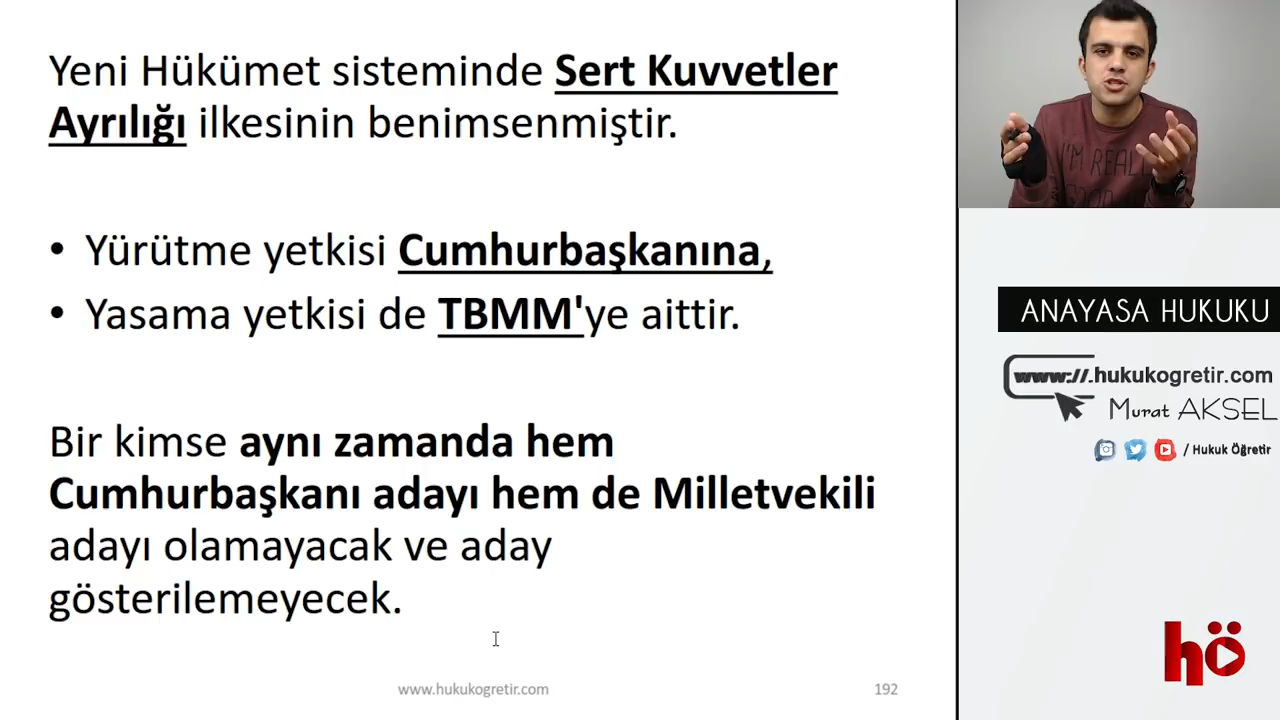 Yeni Hükümet sisteminde Sert Kuvvetler
Ayrılığı ilkesinin benimsenmiştir.
• Yürütme yetkisi Cumhurbaşkanına,
• Yasama yetkisi de TBMM'ye aittir.
Bir kimse aynı zamanda hem
Cumhurbaşkanı adayı hem de Milletvekili
adayı olamayacak ve aday
gösterilemeyecek.
www.hukukogretir.com
192
I'M REALL
ANAYASA HUKUKU
www//.hukukogretir.com
Murat AKSEL
/ Hukuk Öğretir
hö